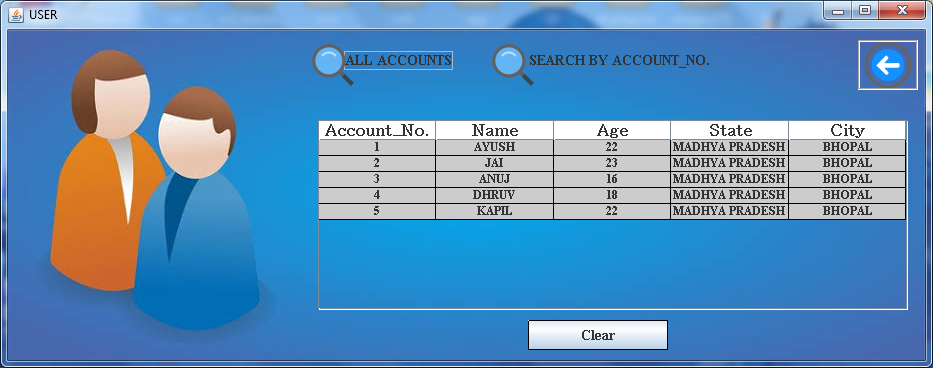 USER
ALL ACCOUNTS SEARCH BY ACCOUNT_NO.
Account_No. Name Age State City
1 AYUSH 22 MADHYA PRADESH BHOPAL
2 JAI 23 MADHYA PRADESH BHOPAL
3 ANUJ 16 MADHYA PRADESH BHOPAL
4 DHRUV 18 MADHYA PRADESH BHOPAL
5 KAPIL 22 MADHYA PRADESH BHOPAL
Clear